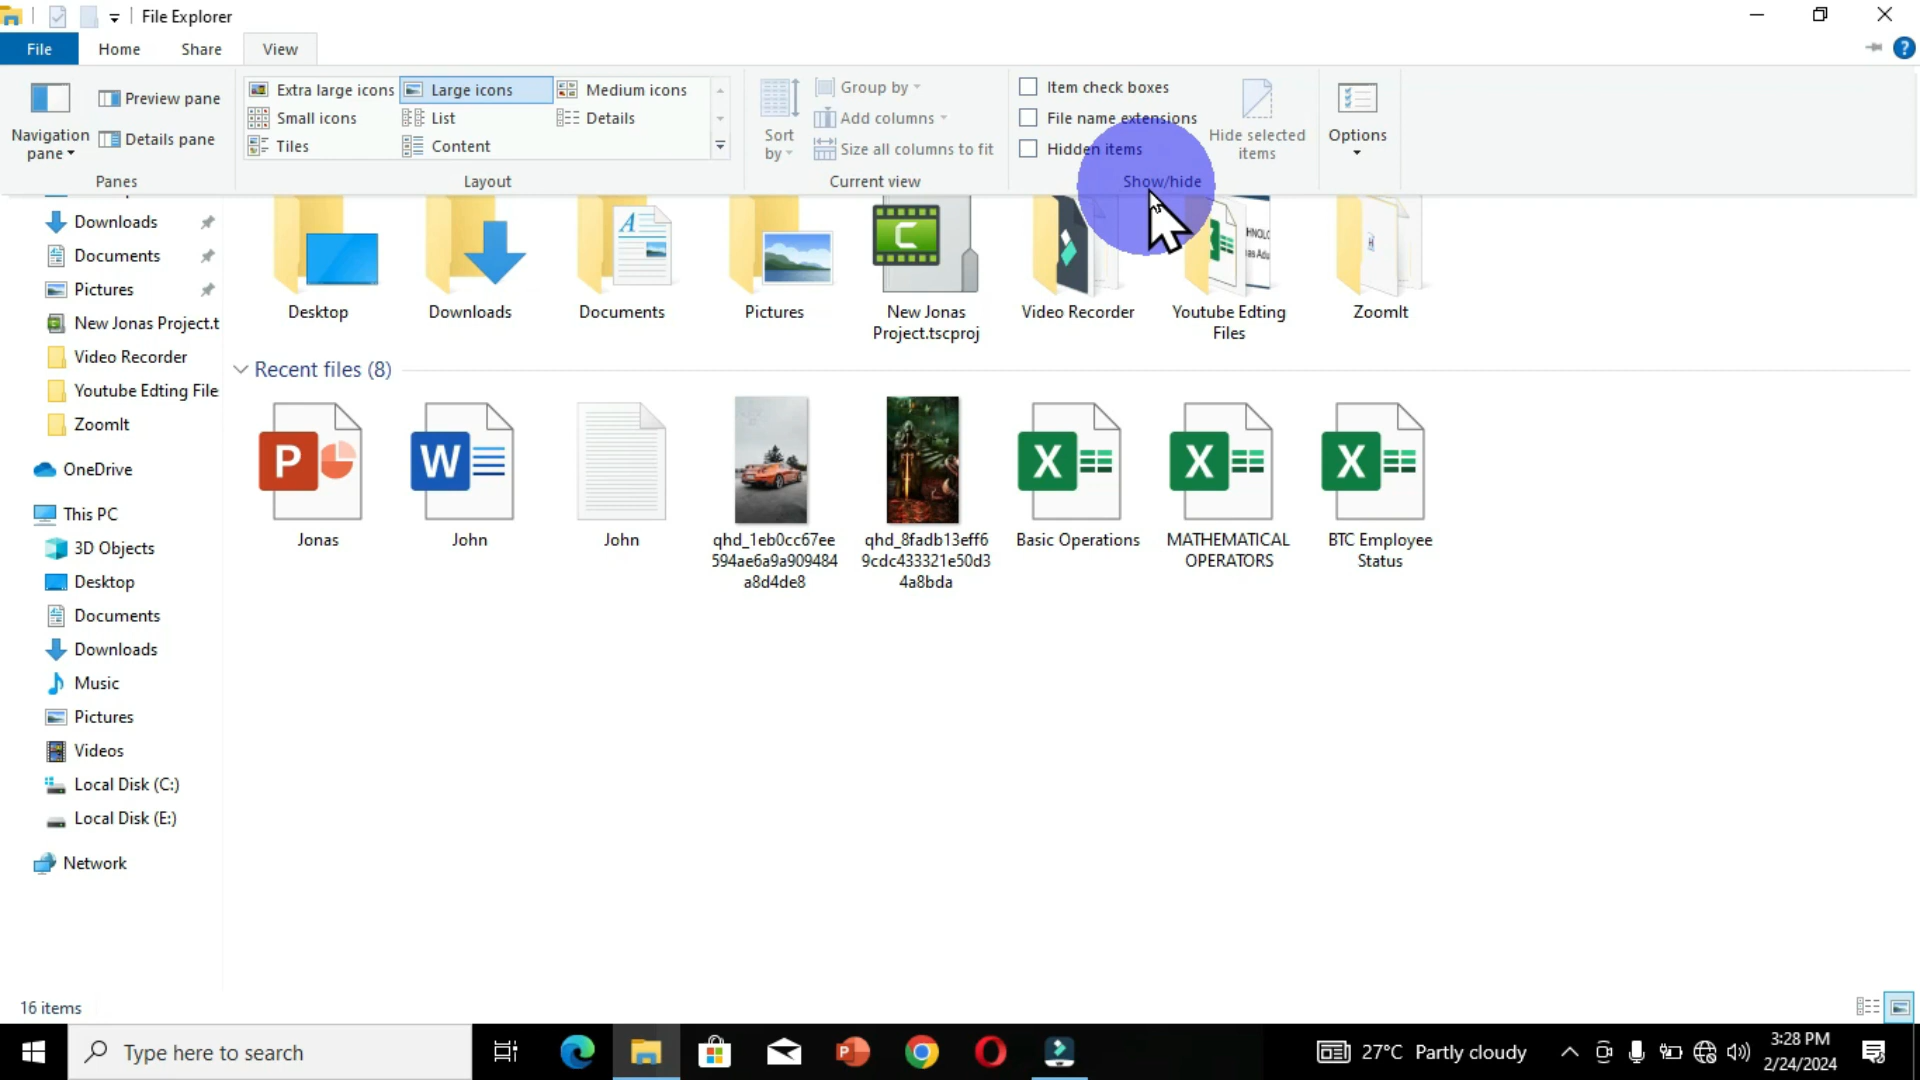 File Explorer
File Home Share View
Navigation pane
Preview pane
Details pane
Panes
Extra large icons Large icons Medium icons
Small icons List Details
Tiles Content
Layout
Sort by
Group by
Add columns
Size all columns to fit
Current view
Item check boxes
File name extensions
Hidden items
Hide selected
items
Show/hide
Options
Downloads
Documents
Pictures
New Jonas Project.t
Video Recorder
Youtube Edting File
ZoomIt
OneDrive
This PC
3D Objects
Desktop
Documents
Downloads
Music
Pictures
Videos
Local Disk (C:)
Local Disk (E:)
Network
Desktop
Downloads
Documents
Pictures
New Jonas
Project.tscproj
Video Recorder
Youtube Edting
Files
ZoomIt
Recent files (8)
Jonas
John
John
qhd_1eb0cc67ee
594ae6a9a909484
a8d4de8
qhd_8fadb13eff6
9cdc433321e50d3
4a8bda
Basic Operations
MATHEMATICAL
OPERATORS
BTC Employee
Status
16 items
Type here to search
27°C Partly cloudy
3:28 PM
2/24/2024